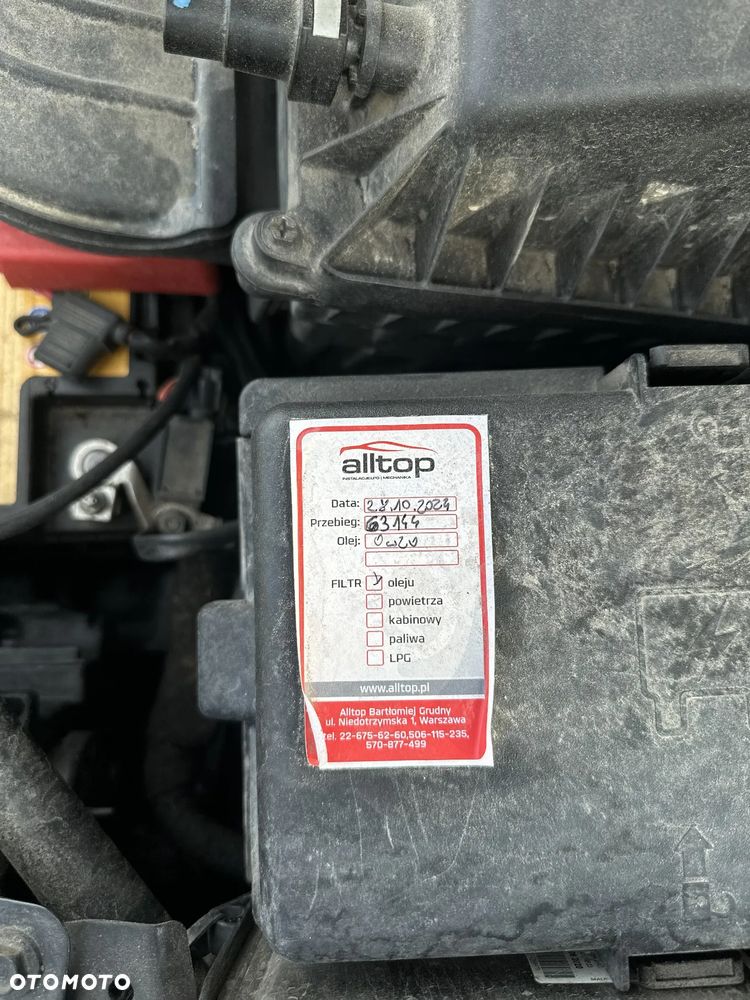 alltop
INSTALACJE LPG | MECHANIKA
Data: 28.10.2024
Przebieg: 63144
Olej: 0w20
FILTR oleju
powietrza
kabinowy
paliwa
LPG
www.alltop.pl
Alltop Bartłomiej Grudny
ul. Niedotrzymska 1, Warszawa
tel. 22-675-62-60,506-115-235,
570-877-499
OTOMOTO